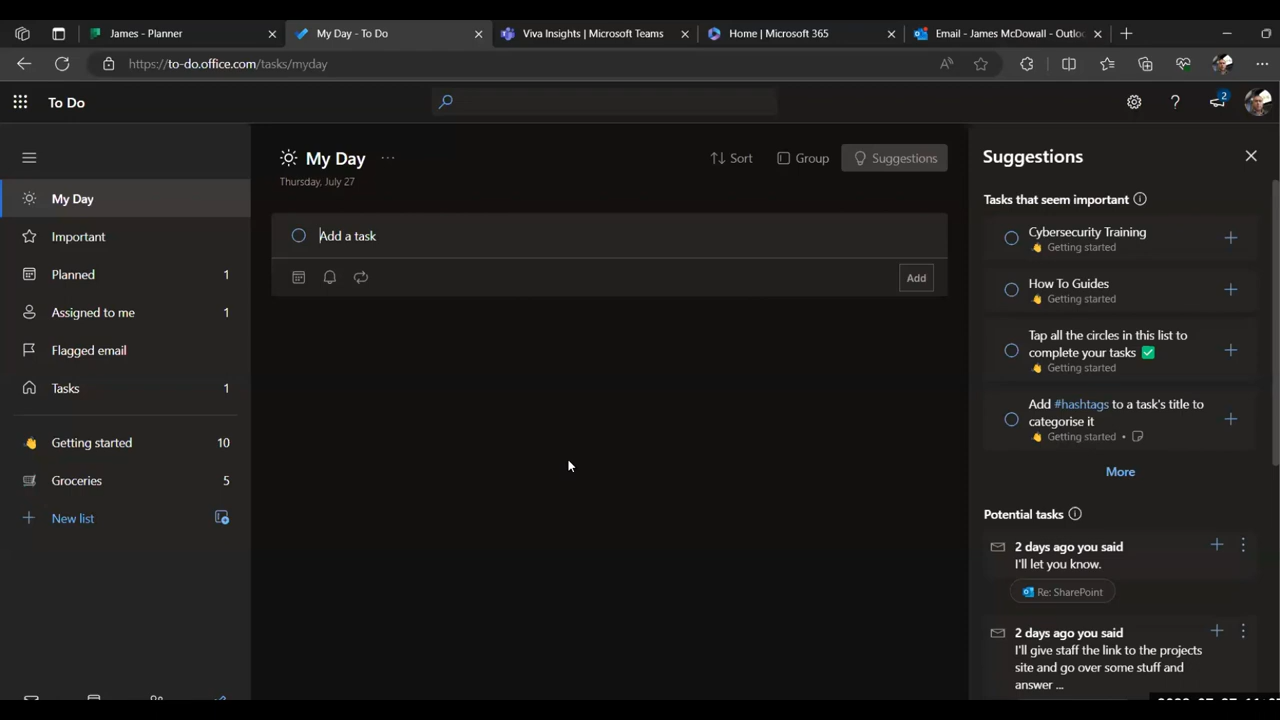 James - Planner
My Day - To Do
Viva Insights | Microsoft Teams
Home | Microsoft 365
Email - James McDowall - Outlo
https://to-do.office.com/tasks/myday
To Do
2
My Day
Important
Planned 1
Assigned to me 1
Flagged email
Tasks 1
Getting started 10
Groceries 5
New list
My Day
Thursday, July 27
Sort
Group
Suggestions
Add a task
Add
Suggestions
Tasks that seem important
Cybersecurity Training
Getting started
How To Guides
Getting started
Tap all the circles in this list to
complete your tasks
Getting started
Add #hashtags to a task's title to
categorise it
Getting started •
More
Potential tasks
2 days ago you said
I'll let you know.
Re: SharePoint
2 days ago you said
I'll give staff the link to the projects
site and go over some stuff and
answer ...